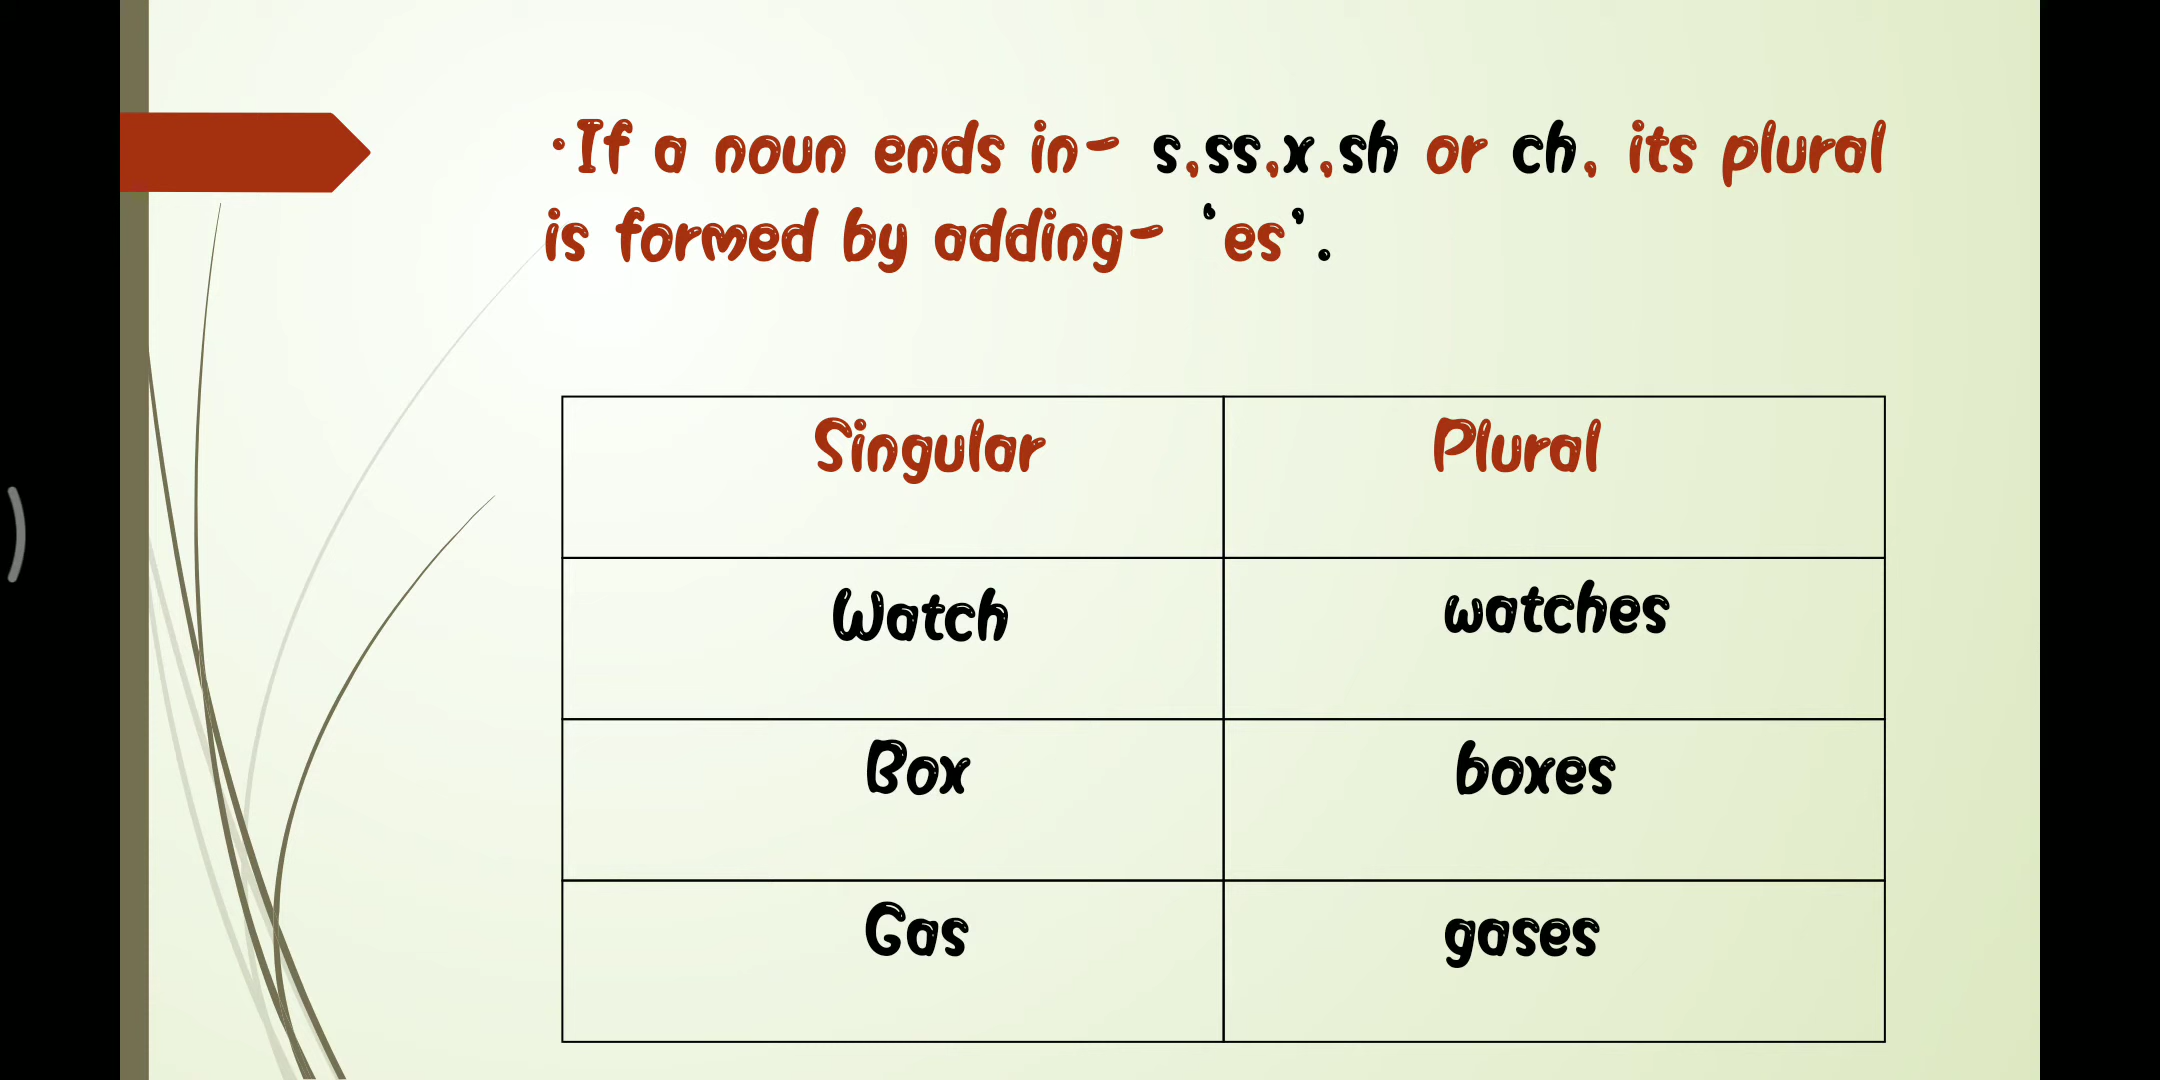 •If a noun ends in- s,ss,x,sh or ch, its plural
is formed by adding- ‘es’.
Singular Plural
Watch watches
Box boxes
Gas gases